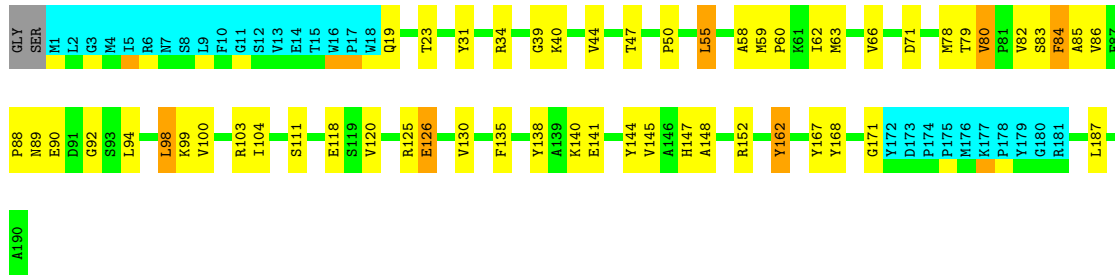 GLY SER M1 L2 G3 M4 I5 R6 N7 S8 L9 F10 G11 S12 V13 E14 T15 W16 P17 W18 Q19 T23 Y31 R34 G39 K40 V44 T47 P50 L55 A58 M59 P60 K61 I62 M63 V66 D71 M78 T79 V80 P81 V82 S83 F84 A85 V86
P88 N89 E90 D91 G92 S93 L94 L98 K99 V100 R103 I104 S111 E118 S119 V120 R125 E126 V130 F135 Y138 A139 K140 E141 Y144 V145 A146 H147 A148 R152 Y162 Y167 Y168 G171 Y172 D173 P174 P175 M176 K177 P178 Y179 G180 R181 L187
A190